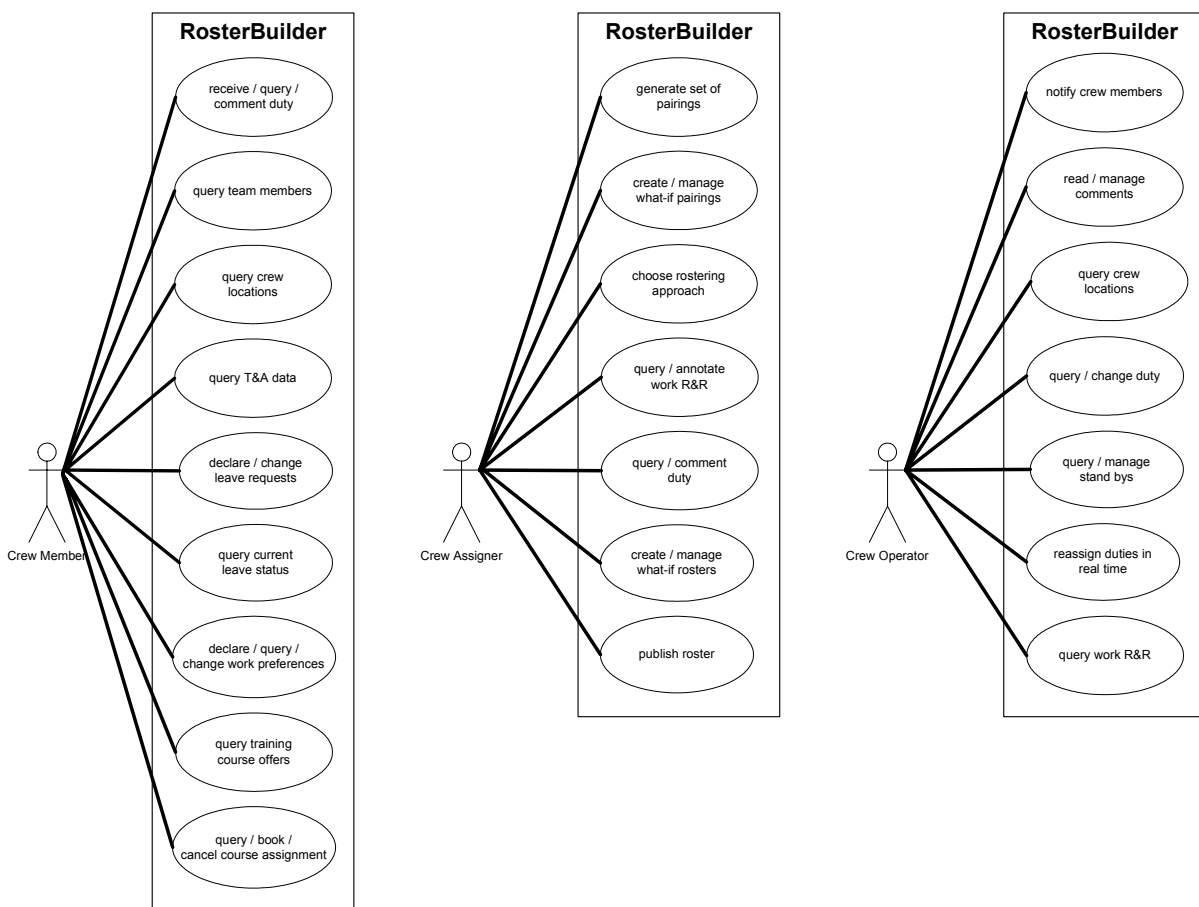 RosterBuilder
receive / query /
comment duty
query team members
query crew
locations
query T&A data
declare / change
leave requests
query current
leave status
declare / query /
change work preferences
query training
course offers
query / book /
cancel course assignment
Crew Member
RosterBuilder
generate set of
pairings
create / manage
what-if pairings
choose rostering
approach
query / annotate
work R&R
query / comment
duty
create / manage
what-if rosters
publish roster
Crew Assigner
RosterBuilder
notify crew members
read / manage
comments
query crew
locations
query / change duty
query / manage
stand bys
reassign duties in
real time
query work R&R
Crew Operator